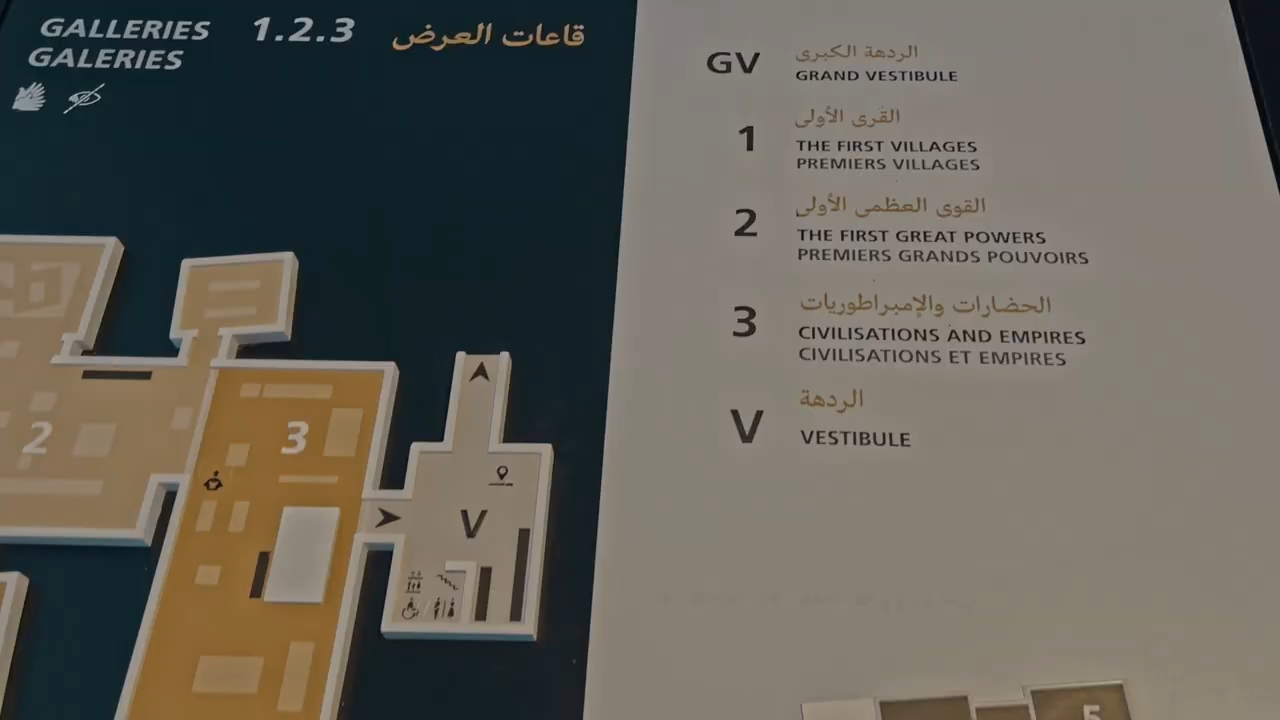 GALLERIES 1.2.3 قاعات العرض
GALERIES
GV الردهة الكبرى
GRAND VESTIBULE
1 القرى الأولى
THE FIRST VILLAGES
PREMIERS VILLAGES
2 القوى العظمى الأولى
THE FIRST GREAT POWERS
PREMIERS GRANDS POUVOIRS
3 الحضارات والإمبراطوريات
CIVILISATIONS AND EMPIRES
CIVILISATIONS ET EMPIRES
V الردهة
VESTIBULE
2
3
V
5